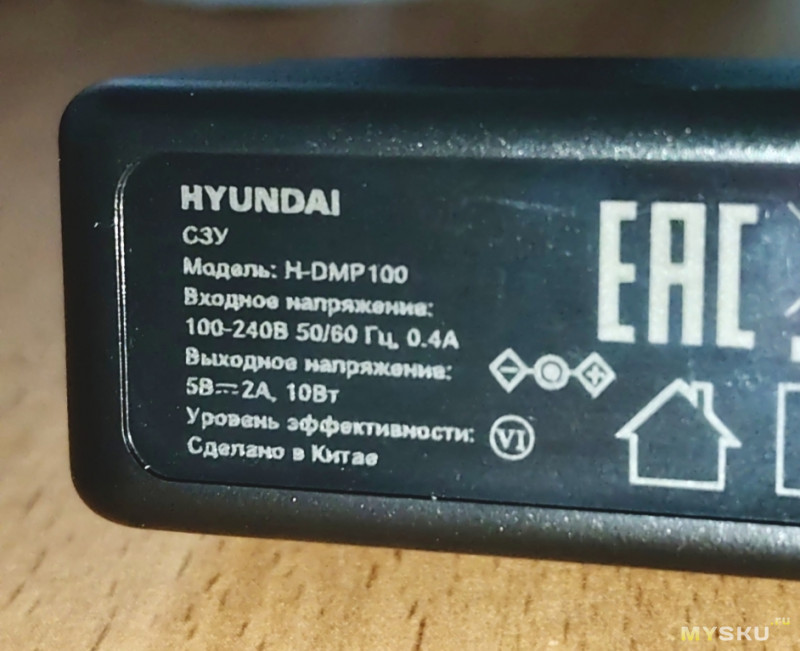 HYUNDAI
СЗУ
Модель: H-DMP100
Входное напряжение:
100-240В 50/60 Гц, 0.4А
Выходное напряжение:
5В⎓2А, 10Вт
Уровень эффективности: VI
Сделано в Китае
EAC
MYSKU.ru